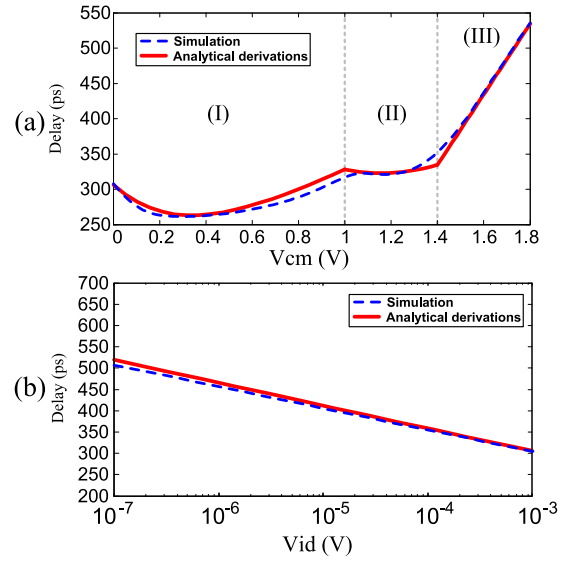 550
500
450
400
350
300
250
Delay (ps)
(a)
Simulation
Analytical derivations
(I)
(II)
(III)
0 0.2 0.4 0.6 0.8 1 1.2 1.4 1.6 1.8
Vcm (V)
700
650
600
550
500
450
400
350
300
250
200
Delay (ps)
(b)
Simulation
Analytical derivations
10^-7 10^-6 10^-5 10^-4 10^-3
Vid (V)